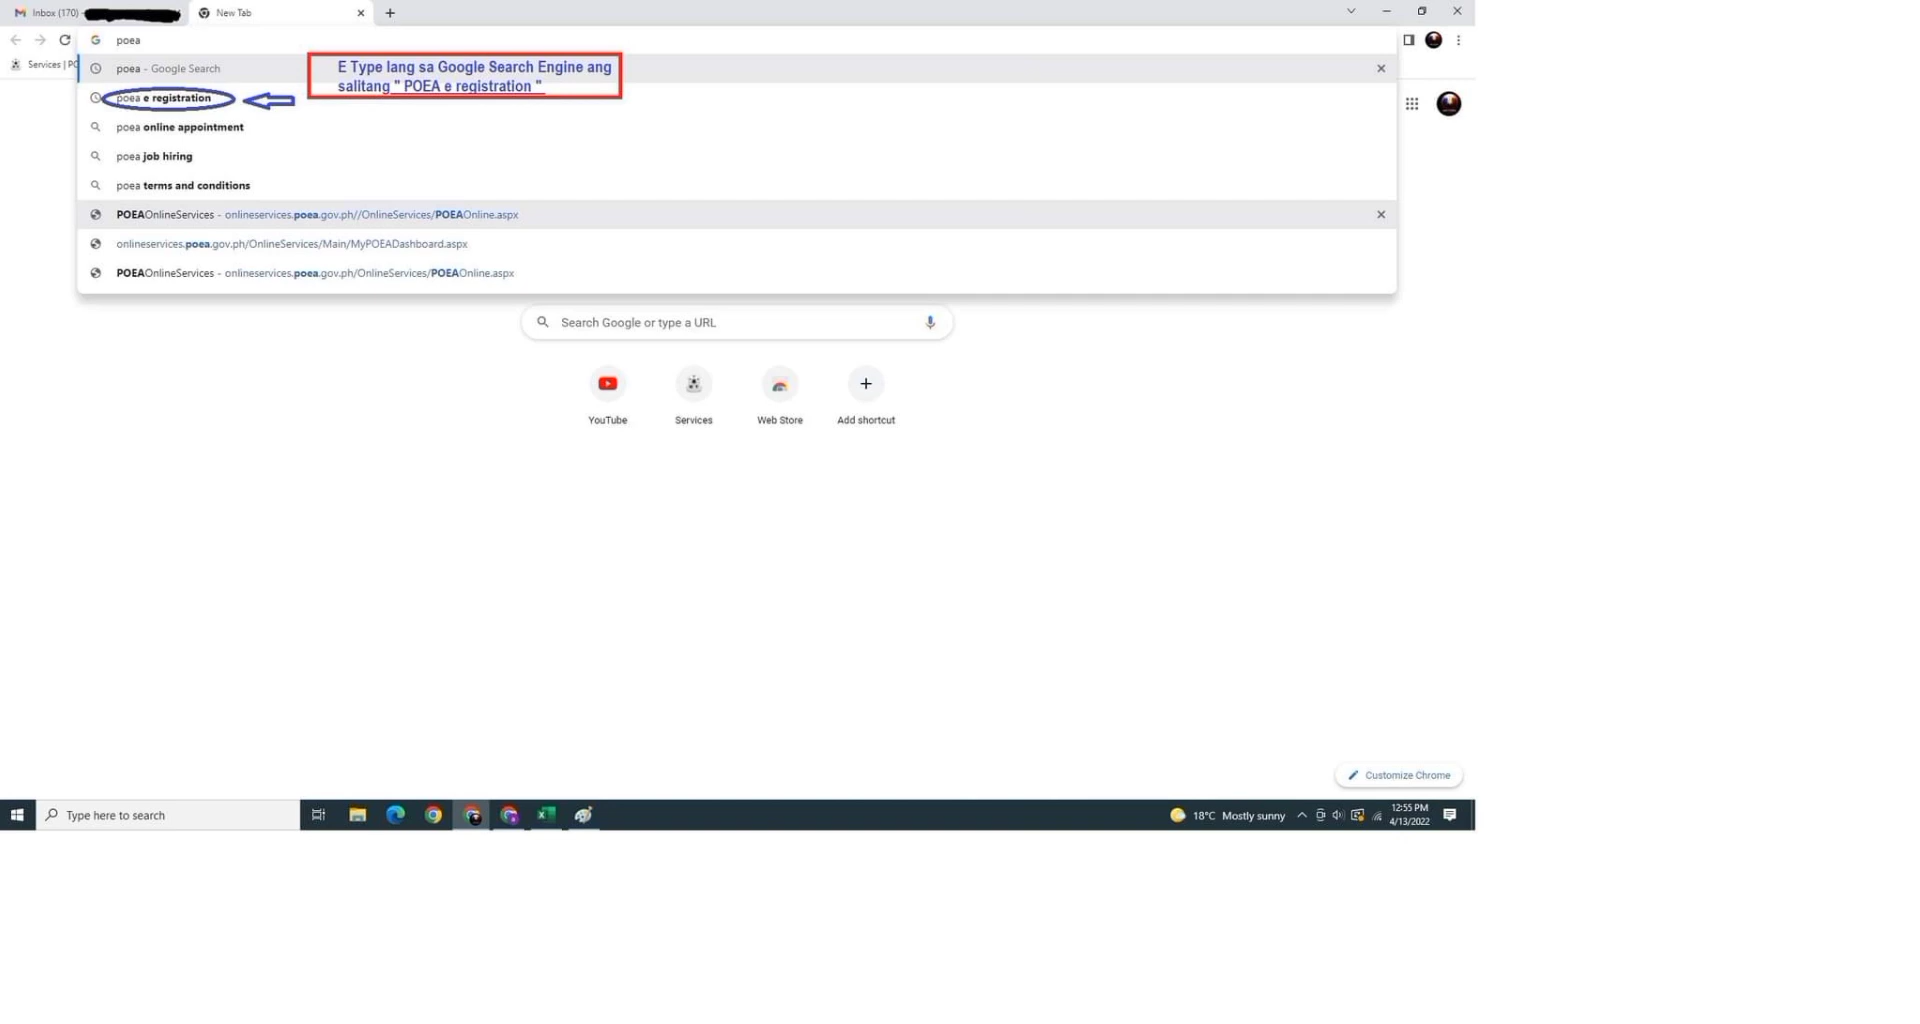 Inbox (170) -
New Tab
poea
Services | PO
poea - Google Search
E Type lang sa Google Search Engine ang
salitang " POEA e registration "
poea e registration
poea online appointment
poea job hiring
poea terms and conditions
POEAOnlineServices - onlineservices.poea.gov.ph//OnlineServices/POEAOnline.aspx
onlineservices.poea.gov.ph/OnlineServices/Main/MyPOEADashboard.aspx
POEAOnlineServices - onlineservices.poea.gov.ph/OnlineServices/POEAOnline.aspx
Search Google or type a URL
YouTube
Services
Web Store
Add shortcut
Customize Chrome
Type here to search
18°C Mostly sunny
12:55 PM
4/13/2022